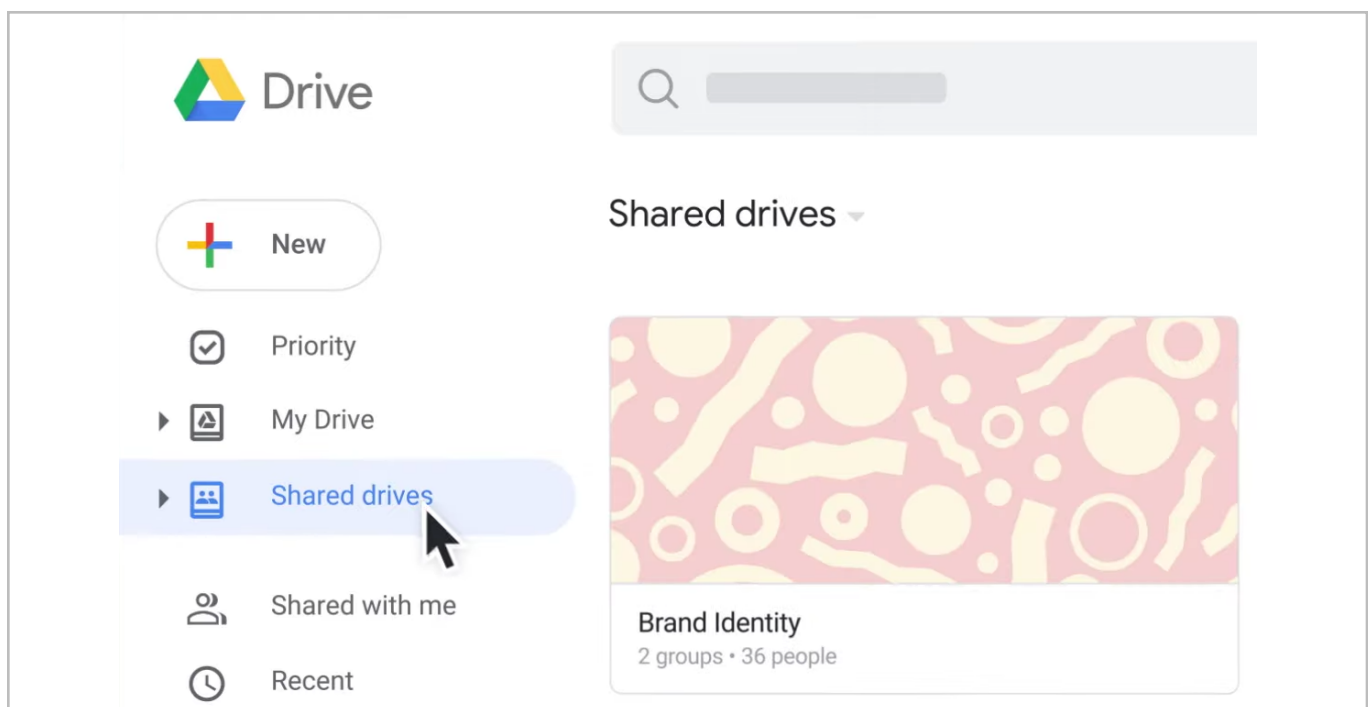 Drive
New
Priority
My Drive
Shared drives
Shared with me
Recent
Shared drives
Brand Identity
2 groups • 36 people